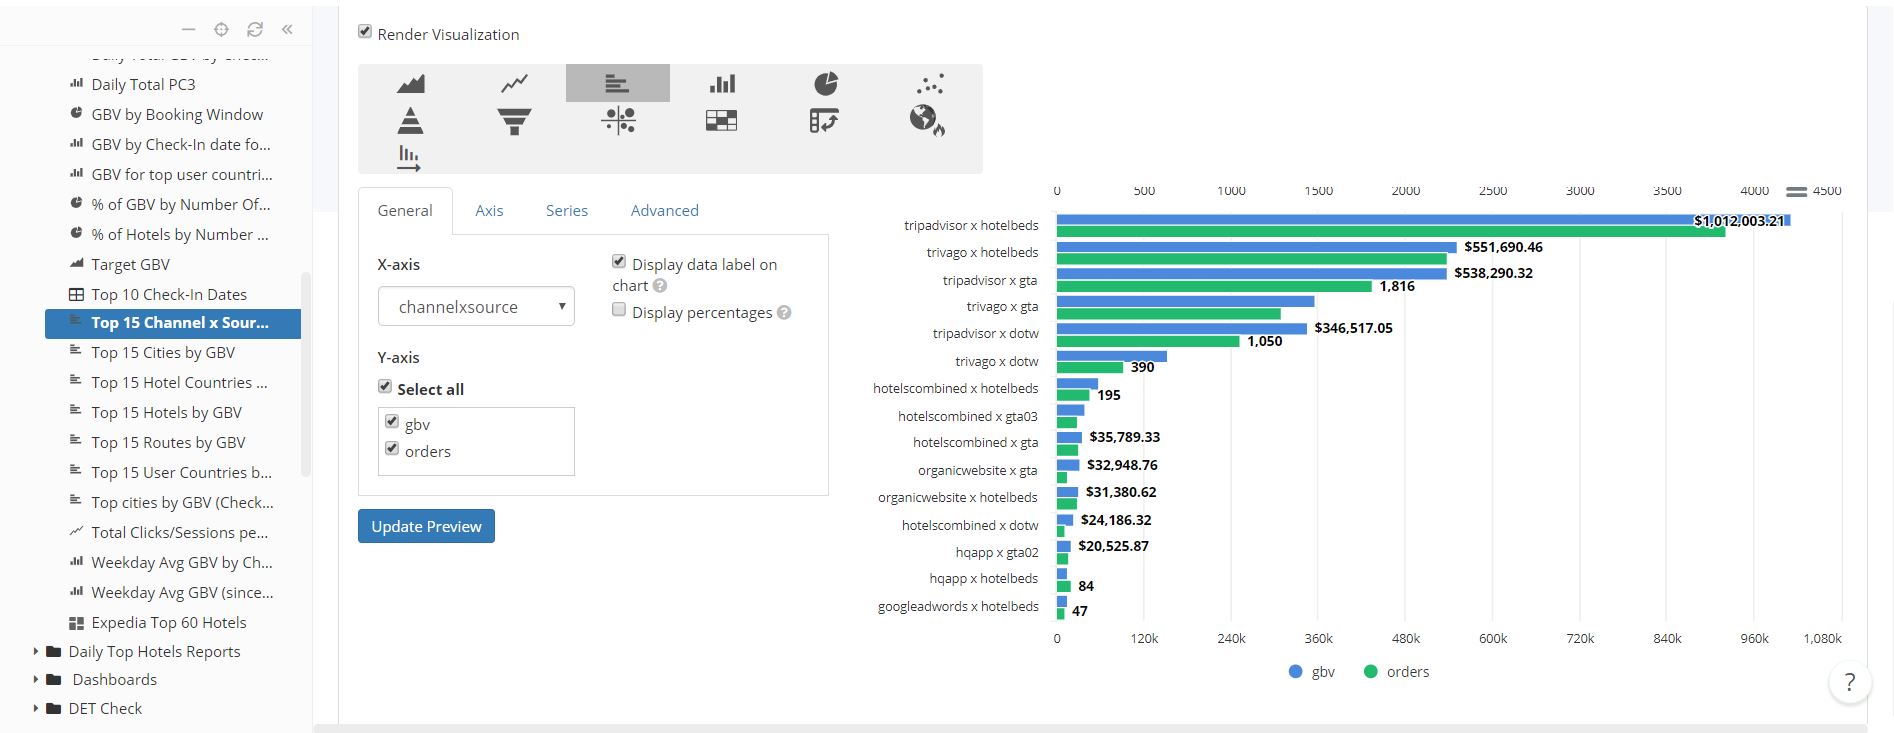 Daily Total PC3
GBV by Booking Window
GBV by Check-In date fo...
GBV for top user countri...
% of GBV by Number Of...
% of Hotels by Number ...
Target GBV
Top 10 Check-In Dates
Top 15 Channel x Sour...
Top 15 Cities by GBV
Top 15 Hotel Countries ...
Top 15 Hotels by GBV
Top 15 Routes by GBV
Top 15 User Countries b...
Top cities by GBV (Check...
Total Clicks/Sessions pe...
Weekday Avg GBV by Ch...
Weekday Avg GBV (since...
Expedia Top 60 Hotels
Daily Top Hotels Reports
Dashboards
DET Check
Render Visualization
General Axis Series Advanced
X-axis
channelxsource
Display data label on
chart ?
Display percentages ?
Y-axis
Select all
gbv
orders
Update Preview
0 500 1000 1500 2000 2500 3000 3500 4000 4500
tripadvisor x hotelbeds $1,012,003.21
trivago x hotelbeds $551,690.46
tripadvisor x gta $538,290.32
1,816
trivago x gta
tripadvisor x dotw $346,517.05
1,050
trivago x dotw 390
hotelscombined x hotelbeds 195
hotelscombined x gta03
hotelscombined x gta $35,789.33
organicwebsite x gta $32,948.76
organicwebsite x hotelbeds $31,380.62
hotelscombined x dotw $24,186.32
hqapp x gta02 $20,525.87
hqapp x hotelbeds 84
googleadwords x hotelbeds 47
0 120k 240k 360k 480k 600k 720k 840k 960k 1,080k
gbv orders
?